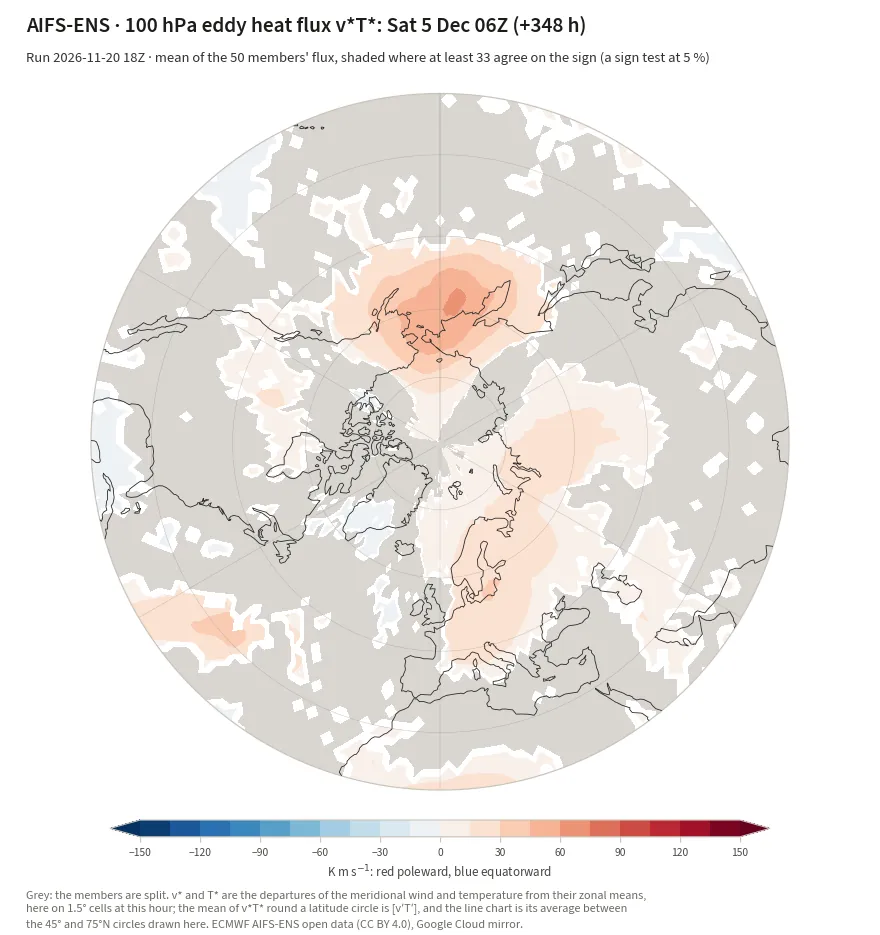 AIFS-ENS · 100 hPa eddy heat flux v*T*: Sat 5 Dec 06Z (+348 h)
Run 2026-11-20 18Z · mean of the 50 members' flux, shaded where at least 33 agree on the sign (a sign test at 5 %)
−150 −120 −90 −60 −30 0 30 60 90 120 150
K m s⁻¹: red poleward, blue equatorward
Grey: the members are split. v* and T* are the departures of the meridional wind and temperature from their zonal means,
here on 1.5° cells at this hour; the mean of v*T* round a latitude circle is [v'T'], and the line chart is its average between
the 45° and 75°N circles drawn here. ECMWF AIFS-ENS open data (CC BY 4.0), Google Cloud mirror.